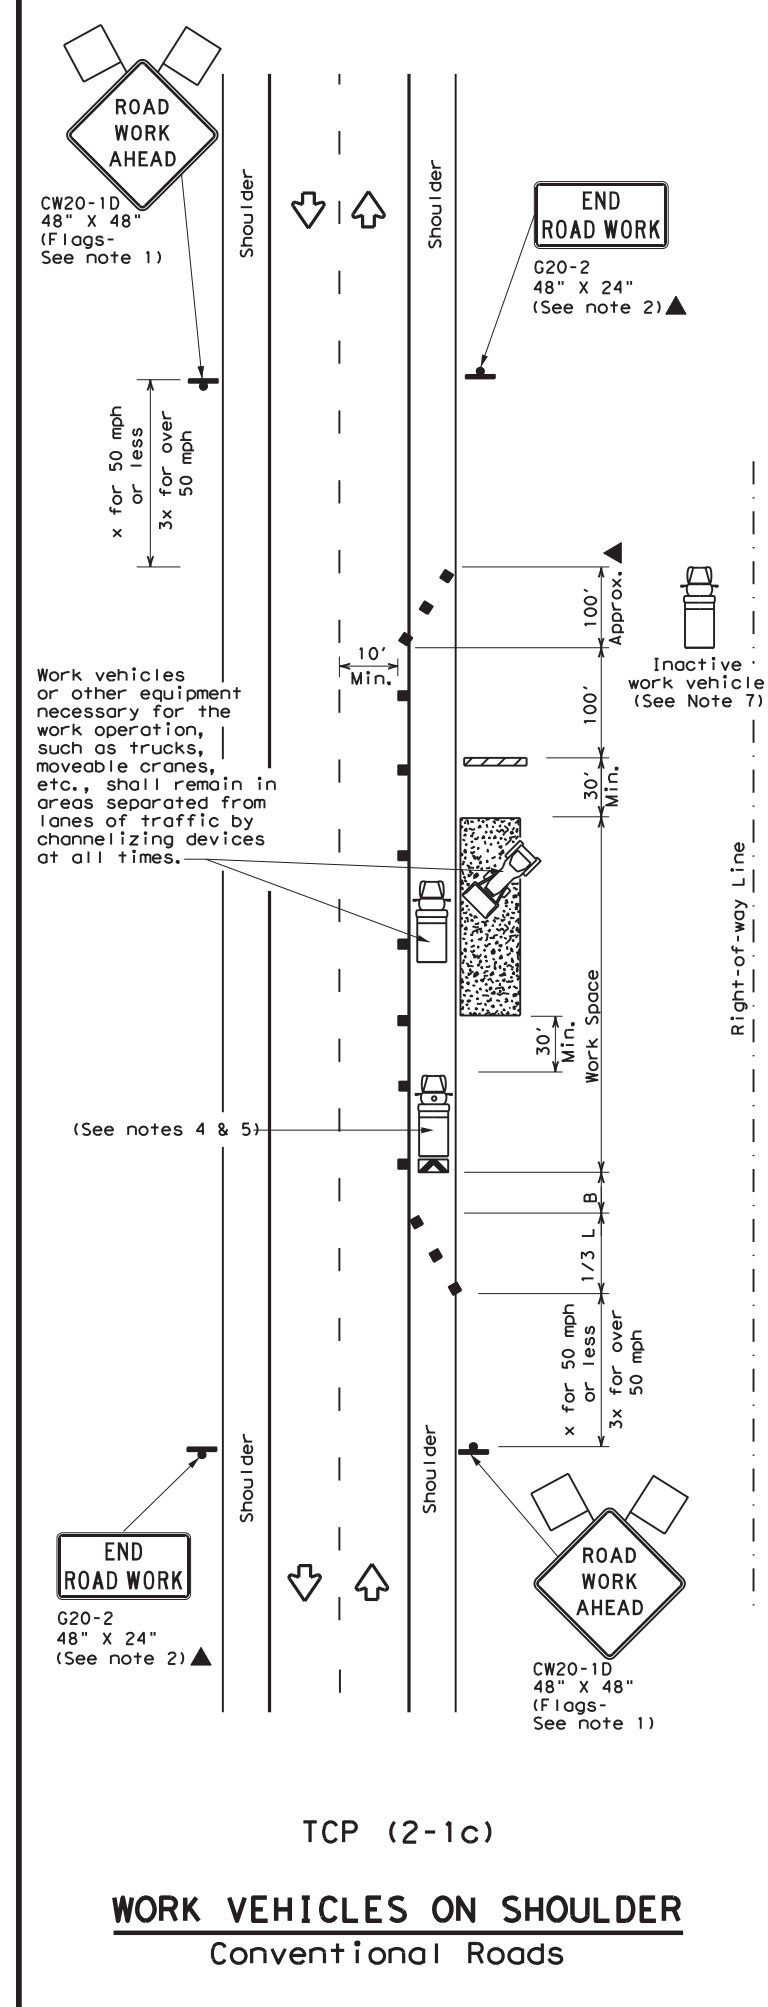 ROAD
WORK
AHEAD
CW20-1D
48" X 48"
(Flags-
See note 1)
Shoulder
Shoulder
END
ROAD WORK
G20-2
48" X 24"
(See note 2)
x for 50 mph
or less
3x for over
50 mph
100'
Approx.
Inactive
work vehicle
(See Note 7)
10'
Min.
100'
Work vehicles
or other equipment
necessary for the
work operation,
such as trucks,
moveable cranes,
etc., shall remain in
areas separated from
lanes of traffic by
channelizing devices
at all times.
30'
Min.
Right-of-way Line
Work Space
30'
Min.
(See notes 4 & 5)
B
1/3 L
x for 50 mph
or less
3x for over
50 mph
Shoulder
Shoulder
END
ROAD WORK
G20-2
48" X 24"
(See note 2)
ROAD
WORK
AHEAD
CW20-1D
48" X 48"
(Flags-
See note 1)
TCP (2-1c)
WORK VEHICLES ON SHOULDER
Conventional Roads